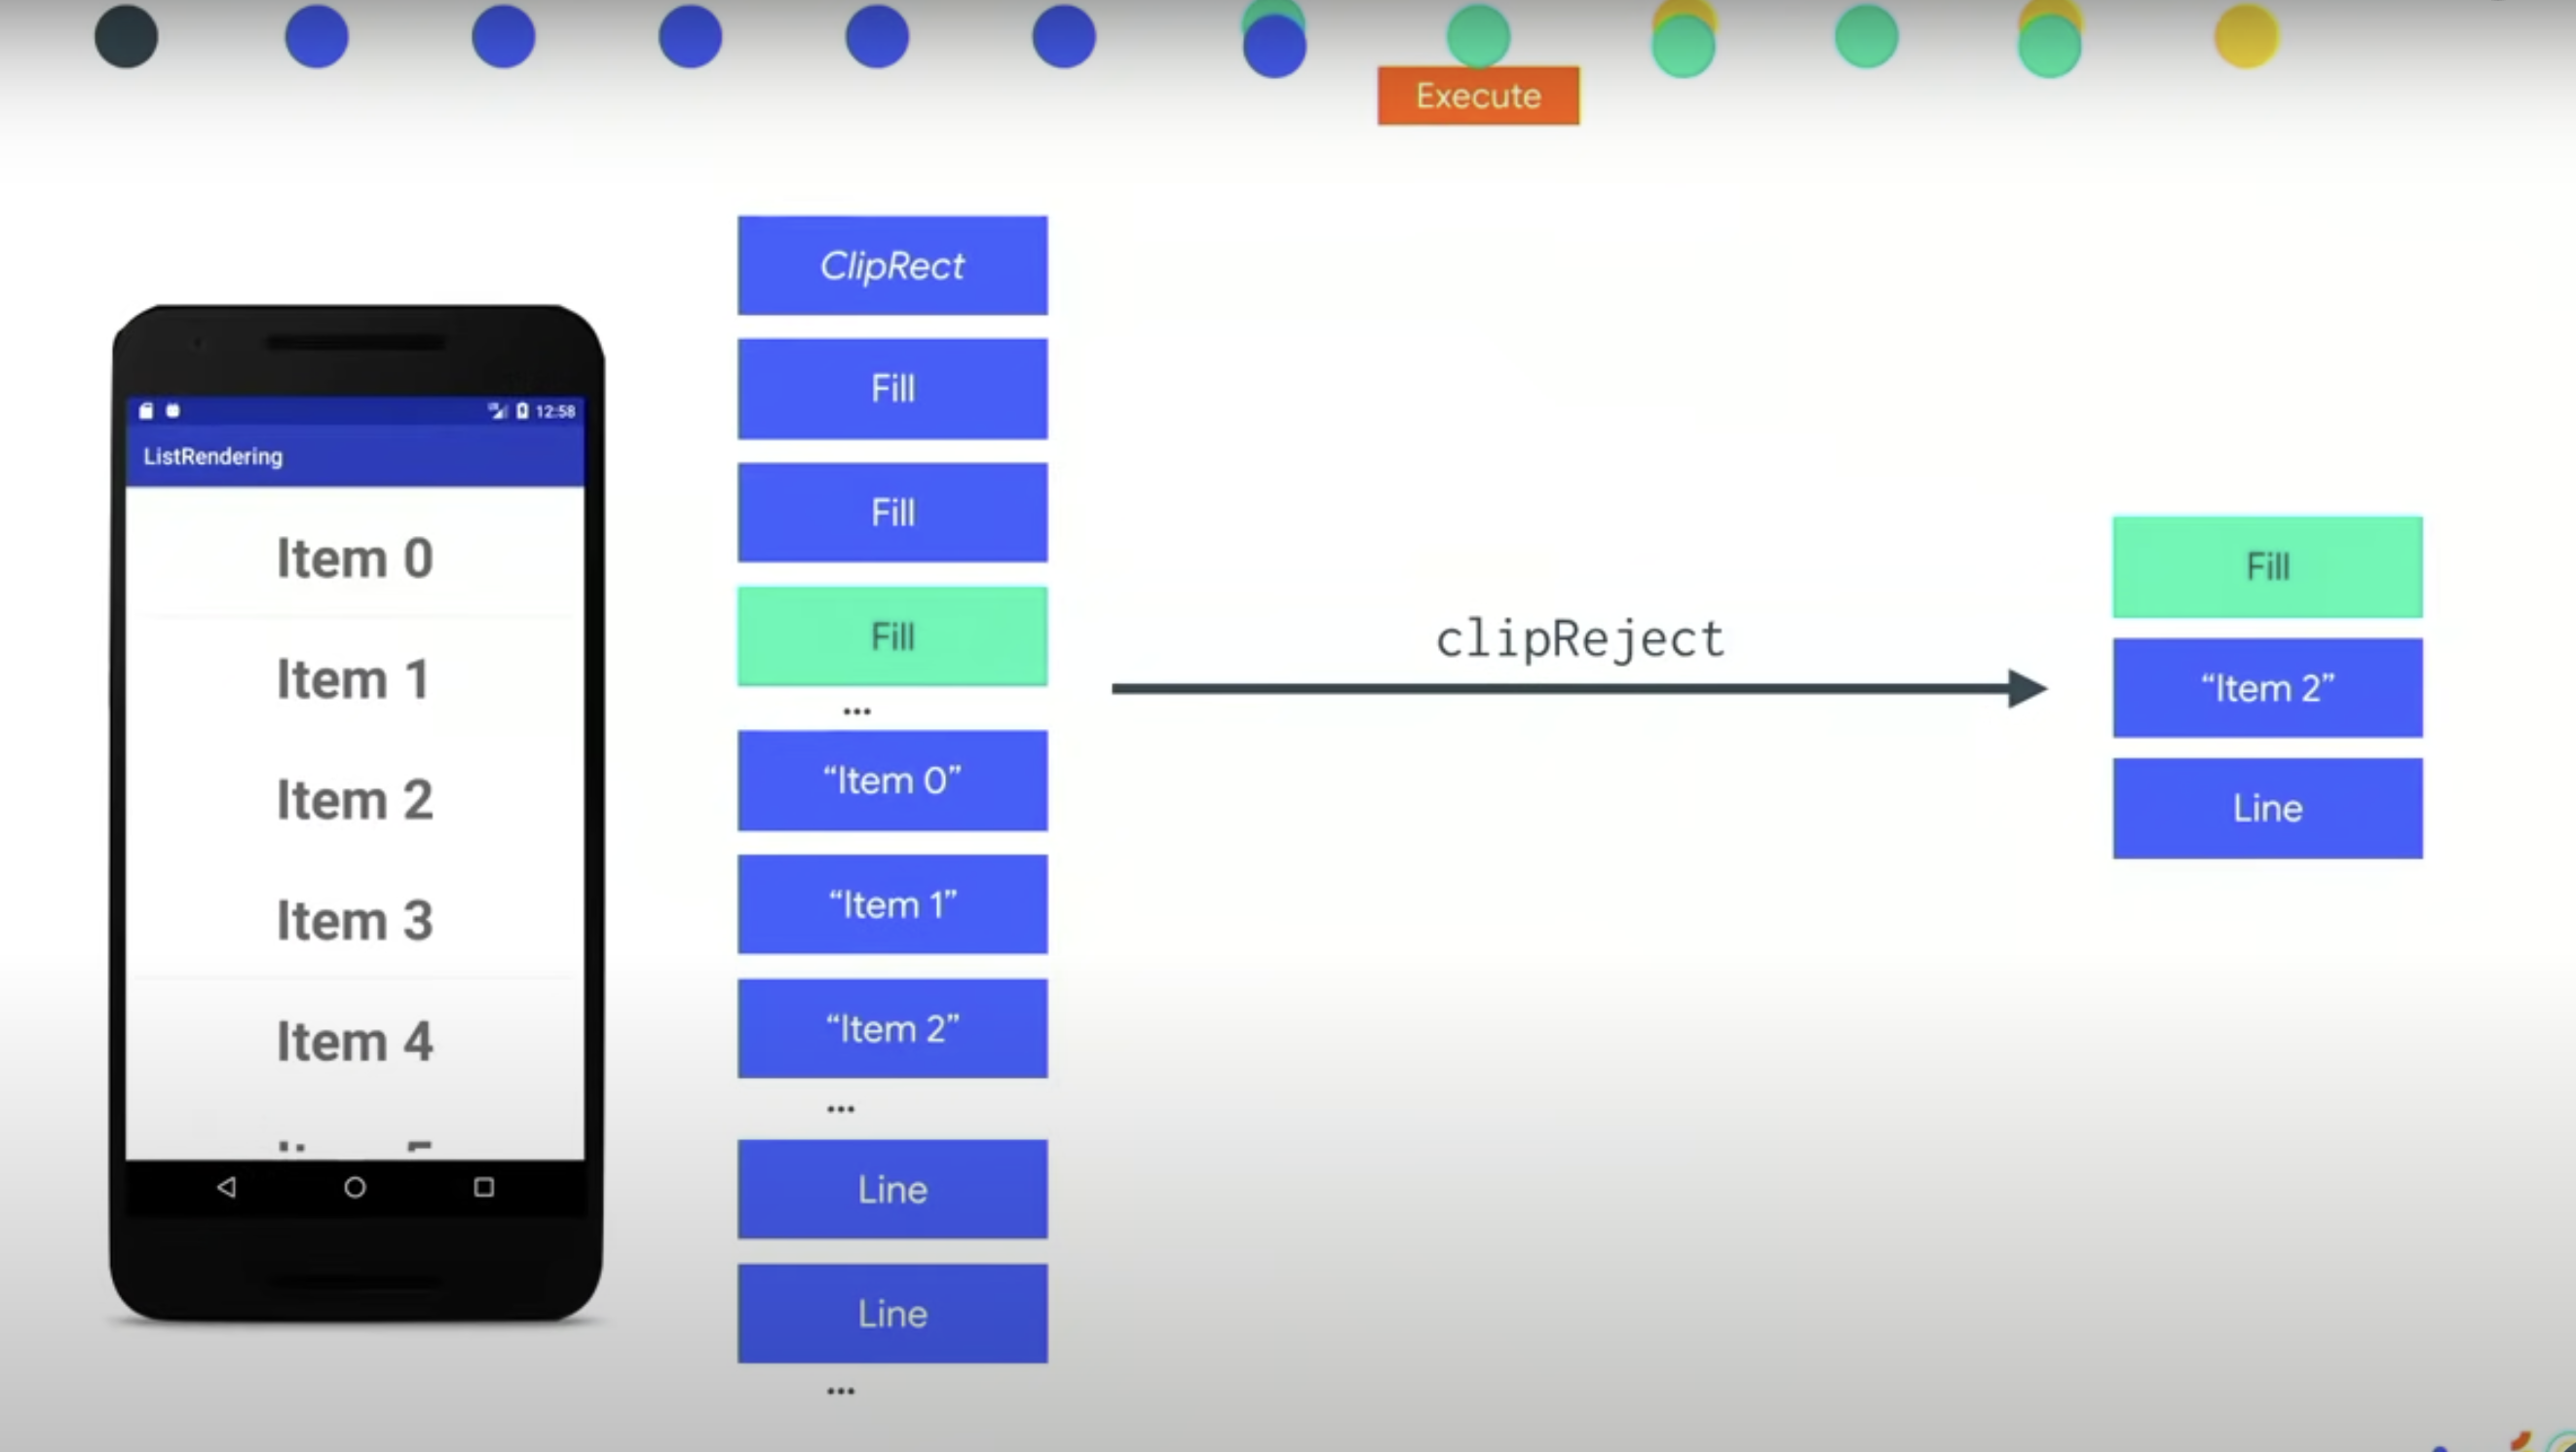 Execute
12:58
ListRendering
Item 0
Item 1
Item 2
Item 3
Item 4
ClipRect
Fill
Fill
Fill
...
“Item 0”
“Item 1”
“Item 2”
...
Line
Line
...
clipReject
Fill
“Item 2”
Line